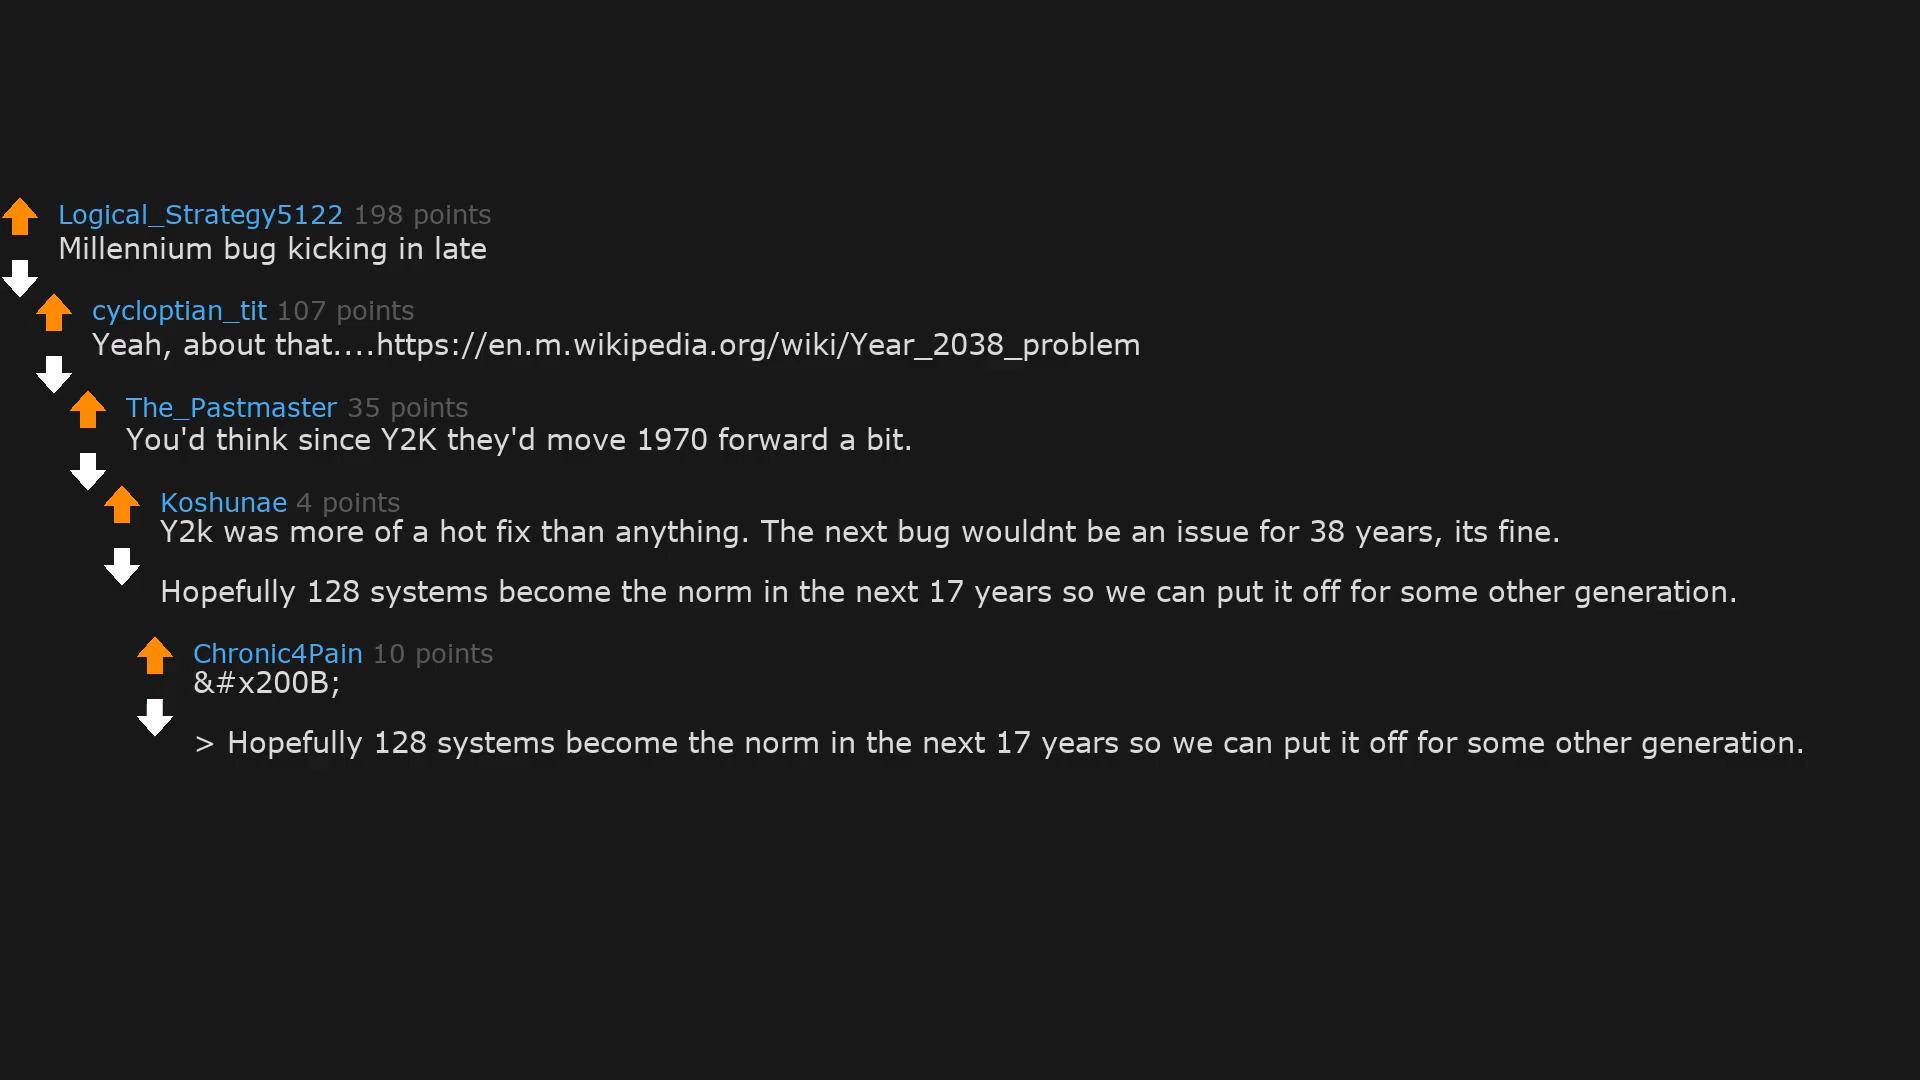 Logical_Strategy5122 198 points
Millennium bug kicking in late
cycloptian_tit 107 points
Yeah, about that....https://en.m.wikipedia.org/wiki/Year_2038_problem
The_Pastmaster 35 points
You'd think since Y2K they'd move 1970 forward a bit.
Koshunae 4 points
Y2k was more of a hot fix than anything. The next bug wouldnt be an issue for 38 years, its fine.
Hopefully 128 systems become the norm in the next 17 years so we can put it off for some other generation.
Chronic4Pain 10 points
&#x200B;
> Hopefully 128 systems become the norm in the next 17 years so we can put it off for some other generation.